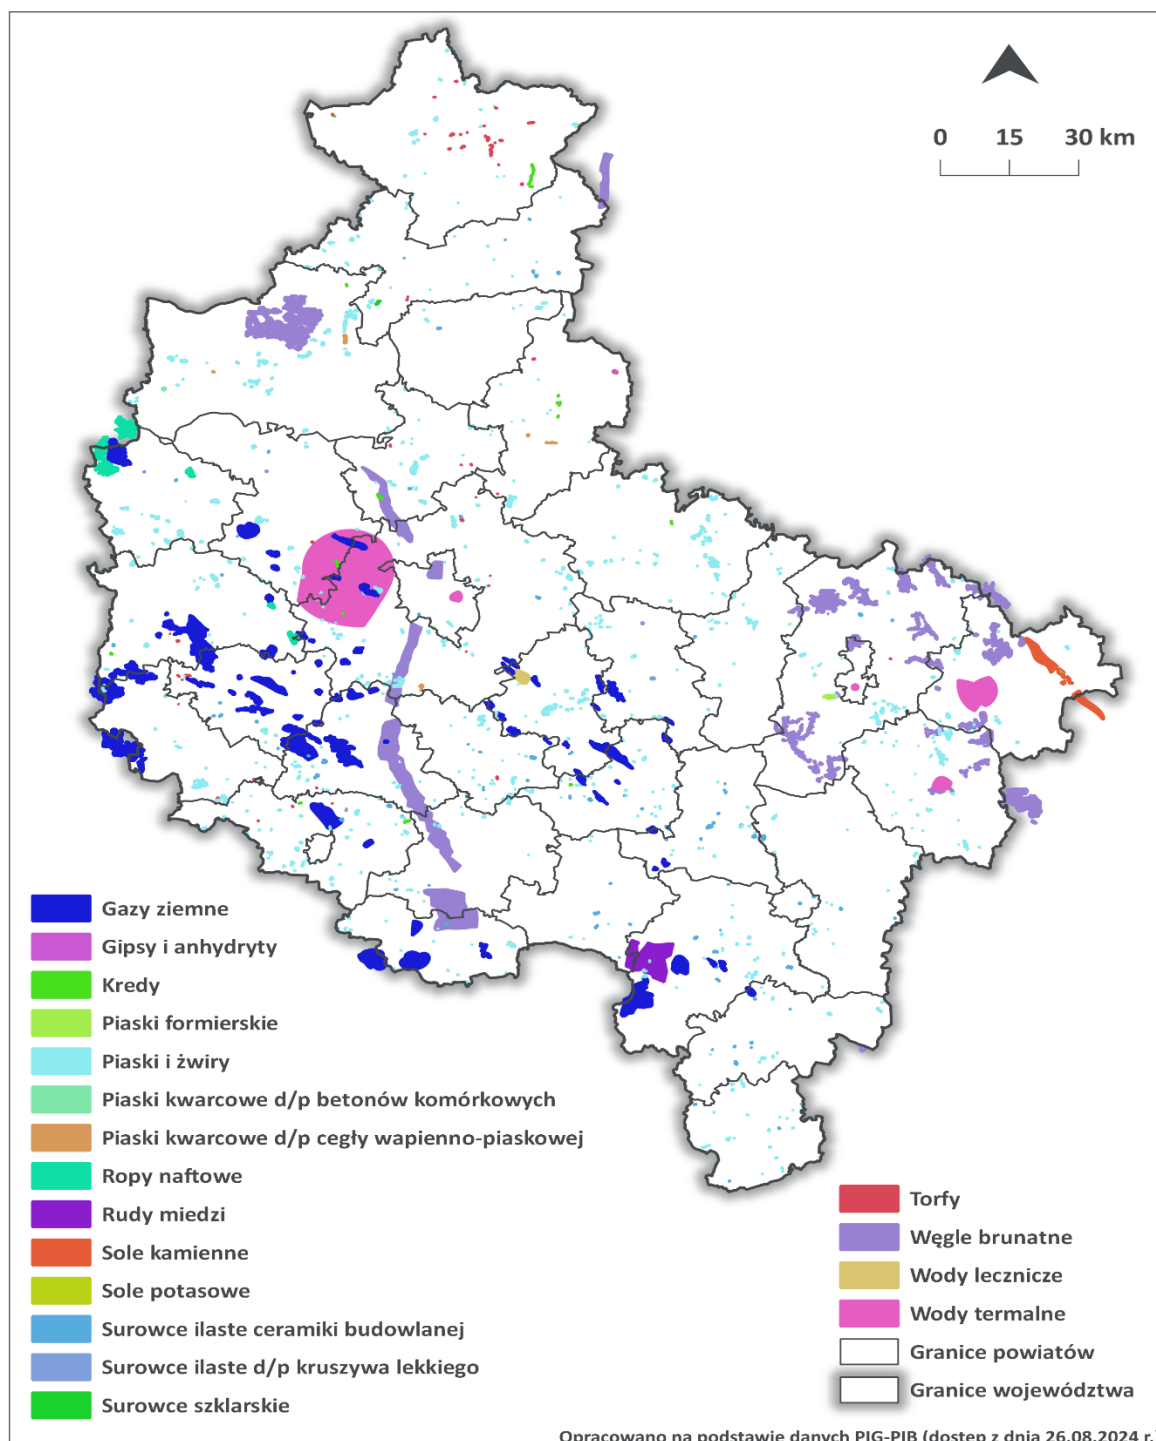 0 15 30 km
Gazy ziemne
Gipsy i anhydryty
Kredy
Piaski formierskie
Piaski i żwiry
Piaski kwarcowe d/p betonów komórkowych
Piaski kwarcowe d/p cegły wapienno-piaskowej
Ropy naftowe
Rudy miedzi
Sole kamienne
Sole potasowe
Surowce ilaste ceramiki budowlanej
Surowce ilaste d/p kruszywa lekkiego
Surowce szklarskie
Torfy
Węgle brunatne
Wody lecznicze
Wody termalne
Granice powiatów
Granice województwa
Opracowano na podstawie danych PIG-PIB (dostęp z dnia 26.08.2024 r.)